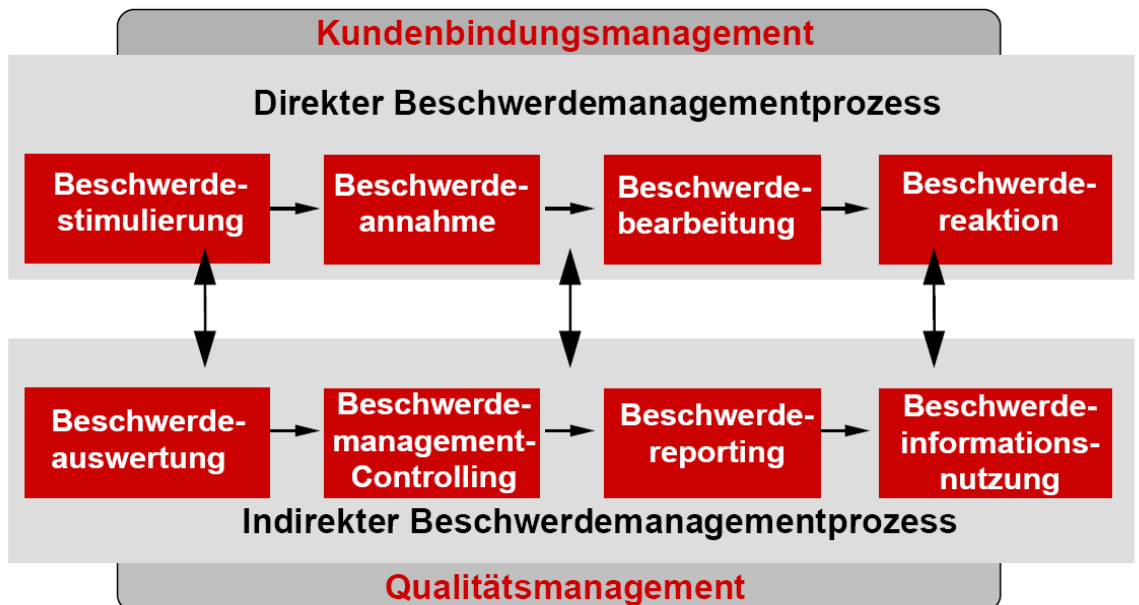 Kundenbindungsmanagement
Direkter Beschwerdemanagementprozess
Beschwerde-
stimulierung
Beschwerde-
annahme
Beschwerde-
bearbeitung
Beschwerde-
reaktion
Beschwerde-
auswertung
Beschwerde-
management-
Controlling
Beschwerde-
reporting
Beschwerde-
informations-
nutzung
Indirekter Beschwerdemanagementprozess
Qualitätsmanagement